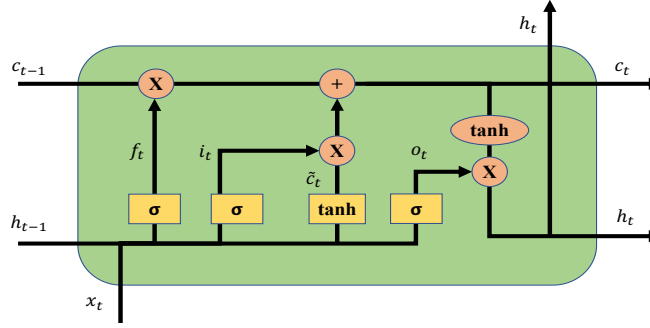 h_t
c_{t-1}
X
+
c_t
tanh
f_t
i_t
X
o_t
X
c̃_t
σ
σ
tanh
σ
h_{t-1}
h_t
x_t